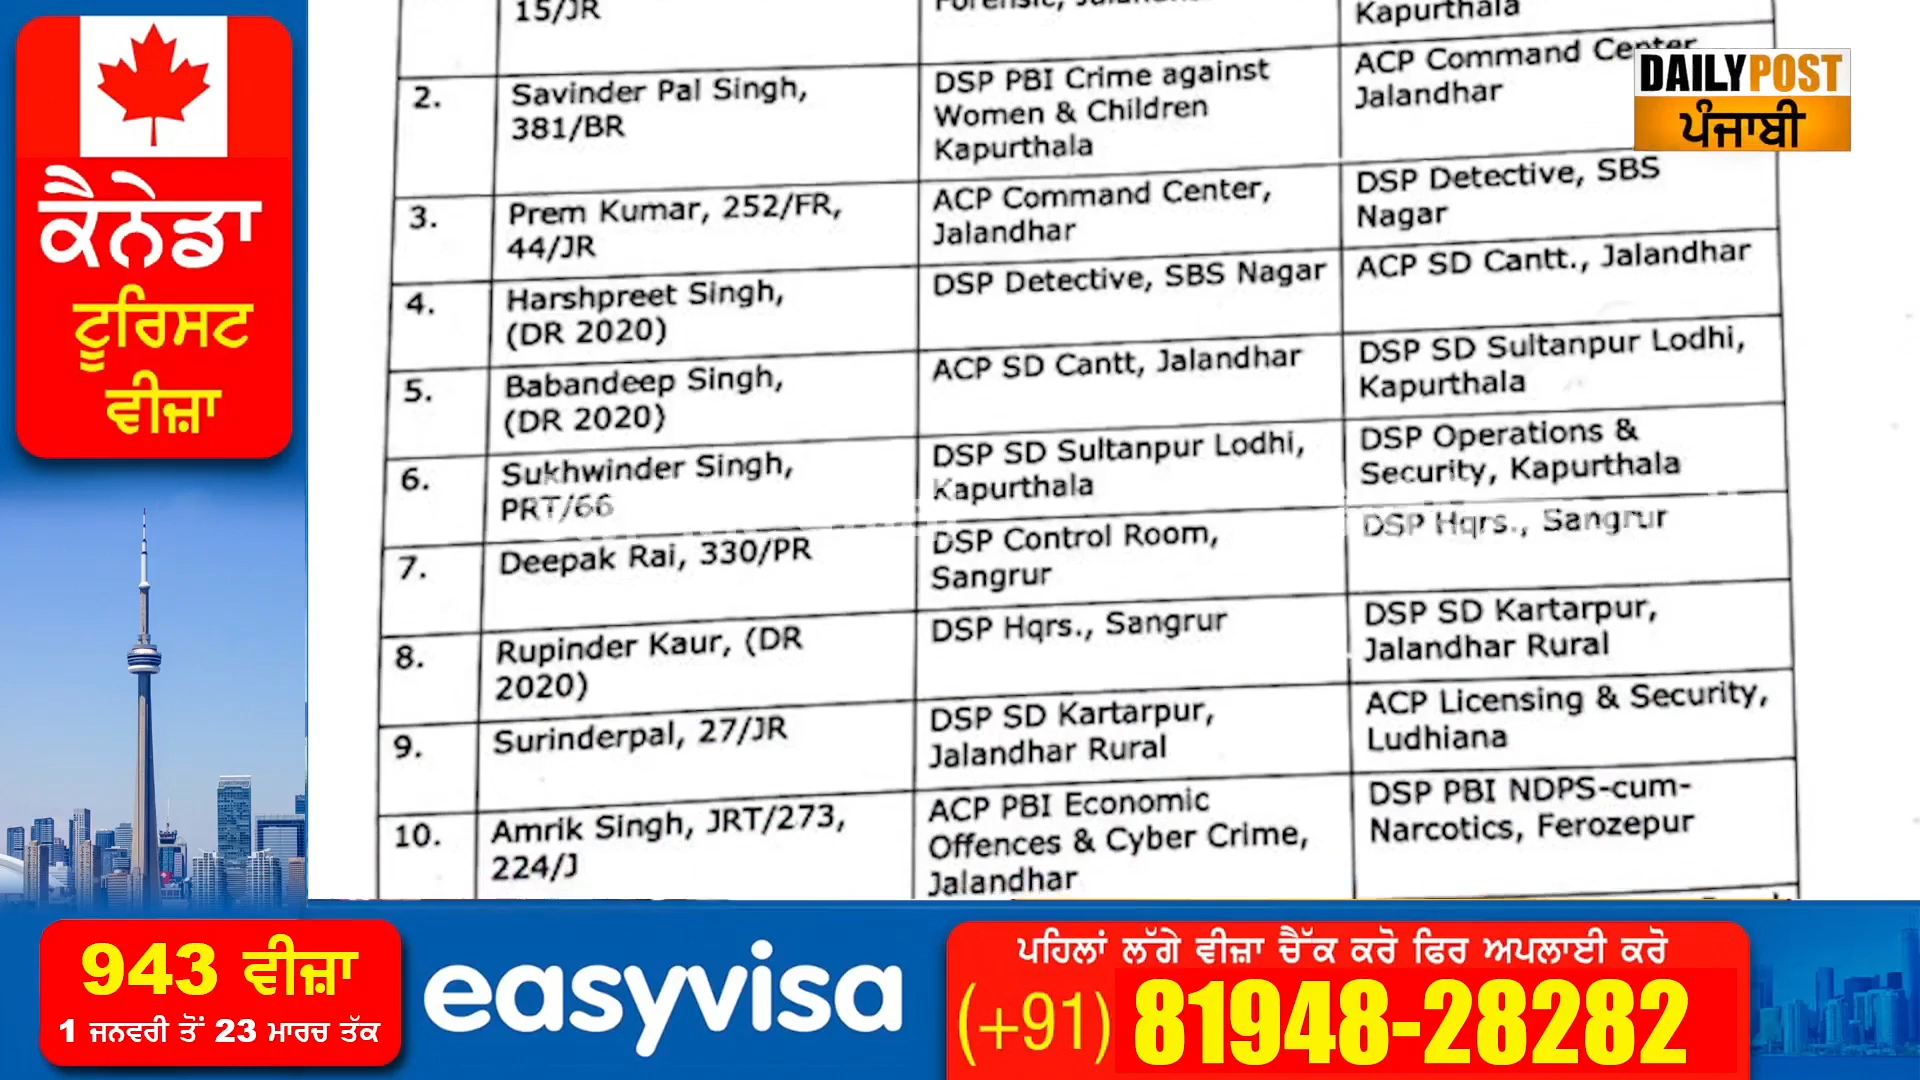 ਕੈਨੇਡਾ
ਟੂਰਿਸਟ
ਵੀਜ਼ਾ
15/JR
Kapurthala
2.
Savinder Pal Singh,
381/BR
DSP PBI Crime against
Women & Children
Kapurthala
ACP Command Center
Jalandhar
DAILYPOST
ਪੰਜਾਬੀ
3.
Prem Kumar, 252/FR,
44/JR
ACP Command Center,
Jalandhar
DSP Detective, SBS
Nagar
4.
Harshpreet Singh,
(DR 2020)
DSP Detective, SBS Nagar
ACP SD Cantt., Jalandhar
5.
Babandeep Singh,
(DR 2020)
ACP SD Cantt, Jalandhar
DSP SD Sultanpur Lodhi,
Kapurthala
6.
Sukhwinder Singh,
PRT/66
DSP SD Sultanpur Lodhi,
Kapurthala
DSP Operations &
Security, Kapurthala
7.
Deepak Rai, 330/PR
DSP Control Room,
Sangrur
DSP Hqrs., Sangrur
8.
Rupinder Kaur, (DR
2020)
DSP Hqrs., Sangrur
DSP SD Kartarpur,
Jalandhar Rural
9.
Surinderpal, 27/JR
DSP SD Kartarpur,
Jalandhar Rural
ACP Licensing & Security,
Ludhiana
10.
Amrik Singh, JRT/273,
224/J
ACP PBI Economic
Offences & Cyber Crime,
Jalandhar
DSP PBI NDPS-cum-
Narcotics, Ferozepur
943 ਵੀਜ਼ਾ
1 ਜਨਵਰੀ ਤੋਂ 23 ਮਾਰਚ ਤੱਕ
easyvisa
ਪਹਿਲਾਂ ਲੱਗੇ ਵੀਜ਼ਾ ਚੈੱਕ ਕਰੋ ਫਿਰ ਅਪਲਾਈ ਕਰੋ
(+91) 81948-28282